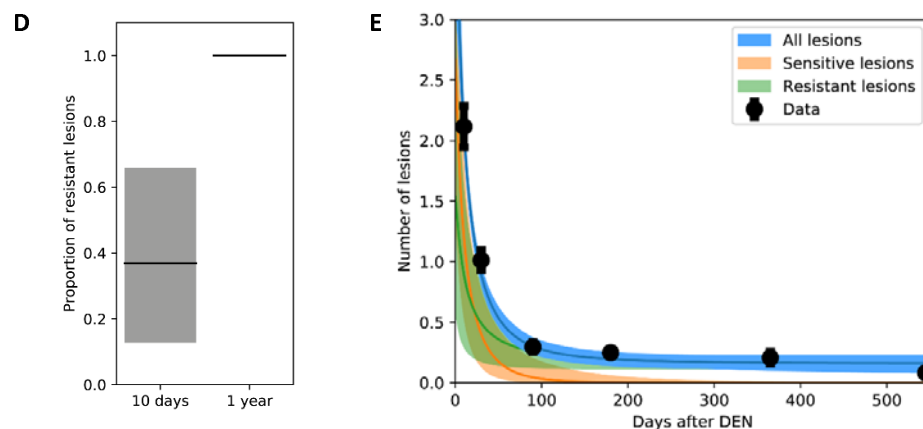 D
Proportion of resistant lesions
1.0
0.8
0.6
0.4
0.2
0.0
10 days
1 year
E
Number of lesions
3.0
2.5
2.0
1.5
1.0
0.5
0.0
All lesions
Sensitive lesions
Resistant lesions
Data
0
100
200
300
400
500
Days after DEN